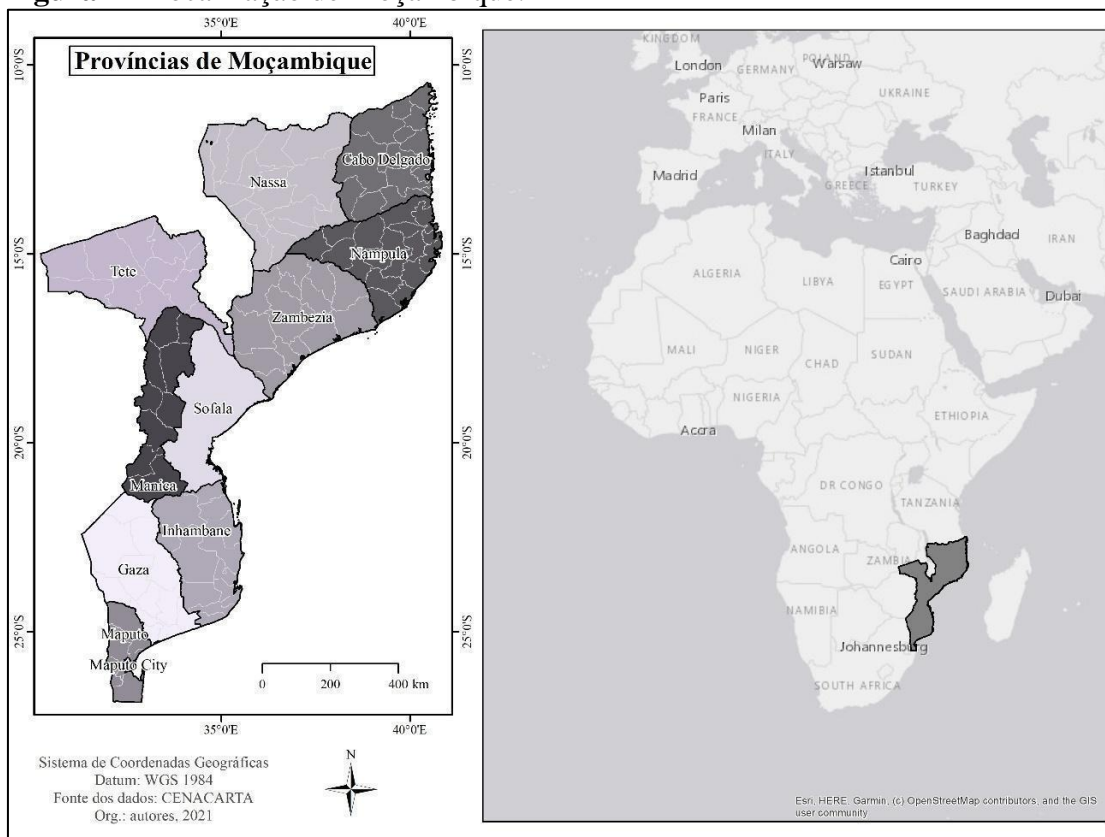 35°0'E 40°0'E
Províncias de Moçambique
10°0'S
15°0'S
20°0'S
25°0'S
Cabo Delgado
Nassa
Nampula
Tete
Zambezia
Sofala
Manica
Inhambane
Gaza
Maputo
Maputo City
0 200 400 km
10°0'S
15°0'S
20°0'S
25°0'S
35°0'E 40°0'E
Sistema de Coordenadas Geográficas
Datum: WGS 1984
Fonte dos dados: CENACARTA
Org.: autores, 2021
N
KINGDOM
London
POLAND
Warsaw
GERMANY
Paris
UKRAINE
FRANCE
Milan
ITALY
Istanbul
Madrid
GREECE
TURKEY
Baghdad
IRAN
Cairo
ALGERIA
LIBYA
EGYPT
SAUDI ARABIA
Dubai
MALI
NIGER
CHAD
SUDAN
NIGERIA
ETHIOPIA
Accra
DR CONGO
TANZANIA
ANGOLA
ZAMBIA
NAMIBIA
Johannesburg
SOUTH AFRICA
Esri, HERE, Garmin, (c) OpenStreetMap contributors, and the GIS
user community